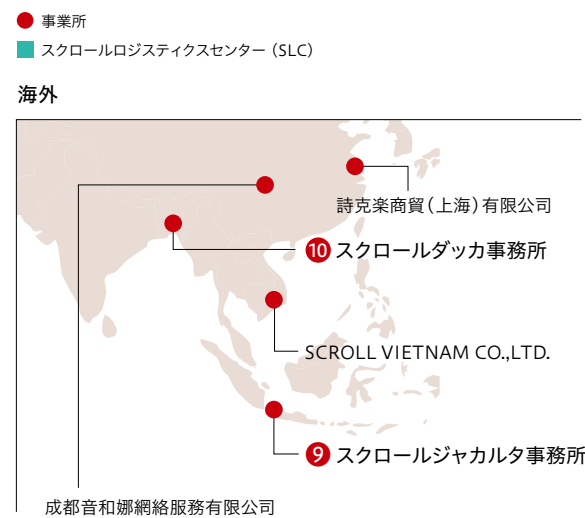 事業所
スクロールロジスティクスセンター（SLC）
海外
詩克楽商貿（上海）有限公司
10 スクロールダッカ事務所
SCROLL VIETNAM CO.,LTD.
9 スクロールジャカルタ事務所
成都音和娜網絡服務有限公司